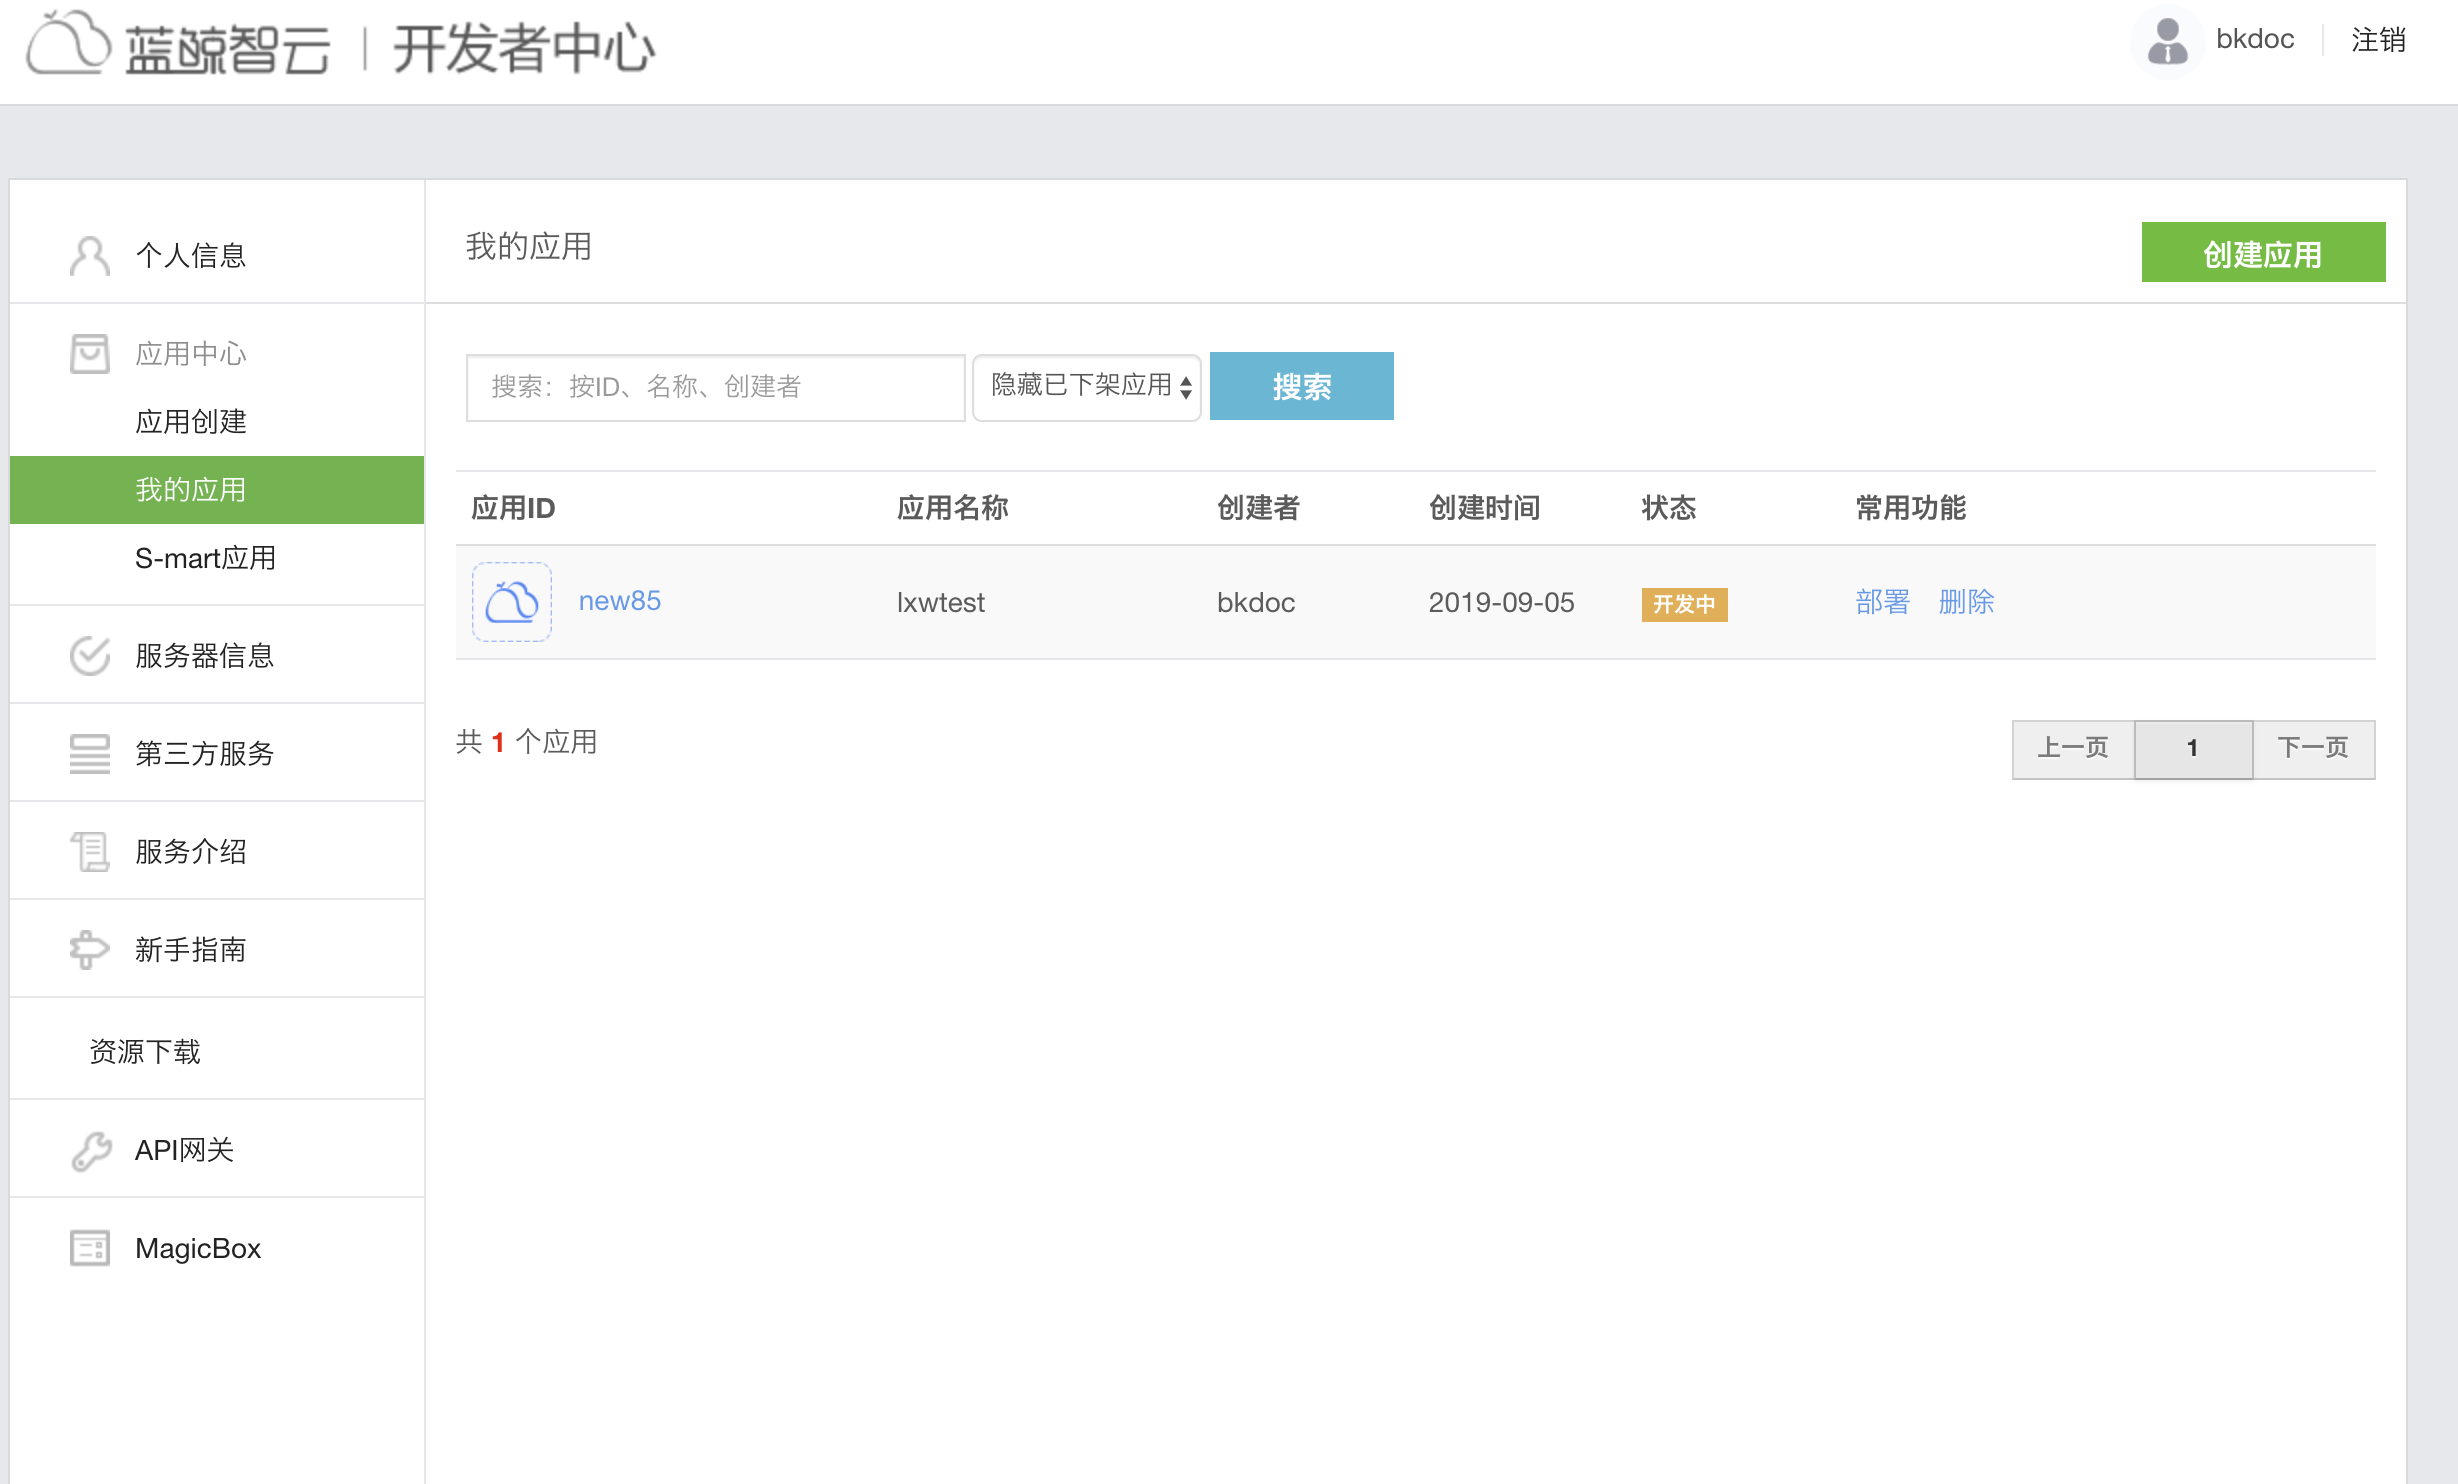 蓝鲸智云 | 开发者中心
bkdoc
注销
个人信息
应用中心
应用创建
我的应用
S-mart应用
服务器信息
第三方服务
服务介绍
新手指南
资源下载
API网关
MagicBox
我的应用
创建应用
搜索：按ID、名称、创建者
隐藏已下架应用
搜索
应用ID 应用名称 创建者 创建时间 状态 常用功能
new85 lxwtest bkdoc 2019-09-05 开发中 部署 删除
共 1 个应用
上一页 1 下一页